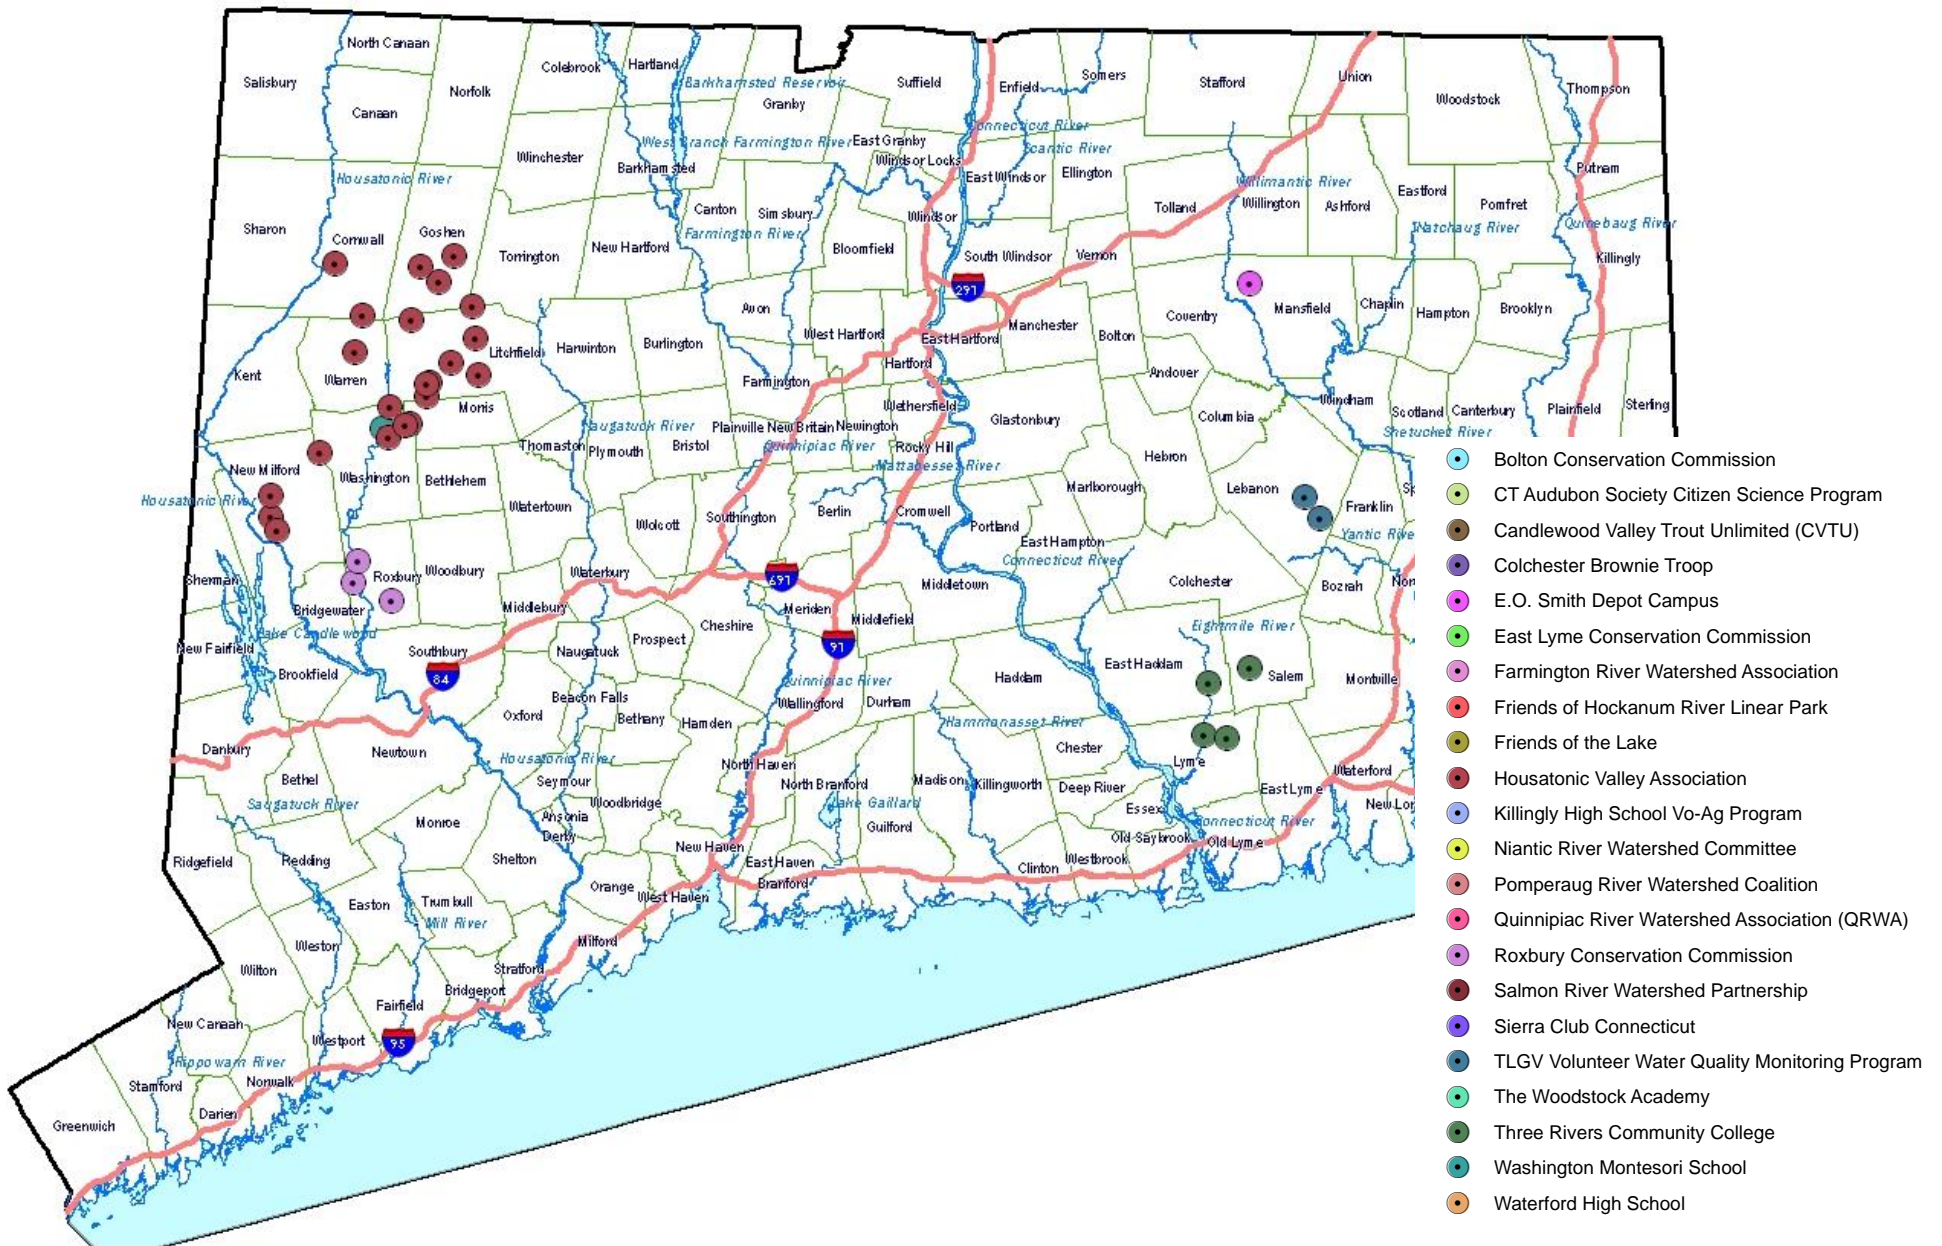 North Canaan
Salisbury
Canaan
Norfolk
Colebrook
Hartland
Barkhamsted Reservoir
Granby
Suffield
Enfield
Somers
Stafford
Union
Woodstock
Thompson
Connecticut River
West Branch Farmington River
East Granby
Windsor Locks
Scantic River
Winchester
Barkhamsted
Housatonic River
East Windsor
Ellington
Willimantic River
Putnam
Eastford
Pomfret
Canton
Simsbury
Windsor
Tolland
Willington
Ashford
Sharon
Cornwall
Goshen
Torrington
New Hartford
Farmington River
Bloomfield
South Windsor
Vernon
Natchaug River
Quinebaug River
Killingly
291
Avon
West Hartford
East Hartford
Manchester
Bolton
Coventry
Mansfield
Chaplin
Hampton
Brooklyn
Litchfield
Harwinton
Burlington
Hartford
Kent
Warren
Farmington
Andover
Morris
Wethersfield
Glastonbury
Columbia
Windham
Scotland
Canterbury
Plainfield
Sterling
Naugatuck River
Plainville
New Britain
Newington
Shetucket River
Thomaston
Plymouth
Bristol
Quinnipiac River
Rocky Hill
Mattabesset River
Hebron
New Milford
Washington
Bethlehem
Housatonic River
Watertown
Wolcott
Southington
Berlin
Cromwell
Marlborough
Lebanon
Franklin
Sp
Portland
East Hampton
Connecticut River
Yantic Rive
Sherman
Roxbury
Woodbury
Waterbury
691
Middletown
Colchester
Bozrah
Nor
Bridgewater
Middlebury
Meriden
Middlefield
Lake Candlewood
Cheshire
Prospect
91
Eightmile River
New Fairfield
Southbury
Naugatuck
East Haddam
Brookfield
84
Quinnipiac River
Haddam
Salem
Montville
Beacon Falls
Wallingford
Durham
Oxford
Bethany
Hamden
Hammonasset River
Danbury
Newtown
Chester
Housatonic River
North Haven
Lyme
Waterford
Bethel
Seymour
North Branford
Madison
Killingworth
Deep River
East Lyme
Saugatuck River
Woodbridge
Lake Gaillard
Essex
New Lon
Monroe
Ansonia
Derby
Guilford
Connecticut River
Old Saybrook
Old Lyme
Ridgefield
Redding
Shelton
New Haven
East Haven
Westbrook
Clinton
Orange
Branford
Easton
Trumbull
West Haven
Mill River
Weston
Milford
Wilton
Stratford
Bridgeport
Fairfield
New Canaan
Westport
95
Rippowam River
Stamford
Norwalk
Darien
Greenwich
Bolton Conservation Commission
CT Audubon Society Citizen Science Program
Candlewood Valley Trout Unlimited (CVTU)
Colchester Brownie Troop
E.O. Smith Depot Campus
East Lyme Conservation Commission
Farmington River Watershed Association
Friends of Hockanum River Linear Park
Friends of the Lake
Housatonic Valley Association
Killingly High School Vo-Ag Program
Niantic River Watershed Committee
Pomperaug River Watershed Coalition
Quinnipiac River Watershed Association (QRWA)
Roxbury Conservation Commission
Salmon River Watershed Partnership
Sierra Club Connecticut
TLGV Volunteer Water Quality Monitoring Program
The Woodstock Academy
Three Rivers Community College
Washington Montesori School
Waterford High School